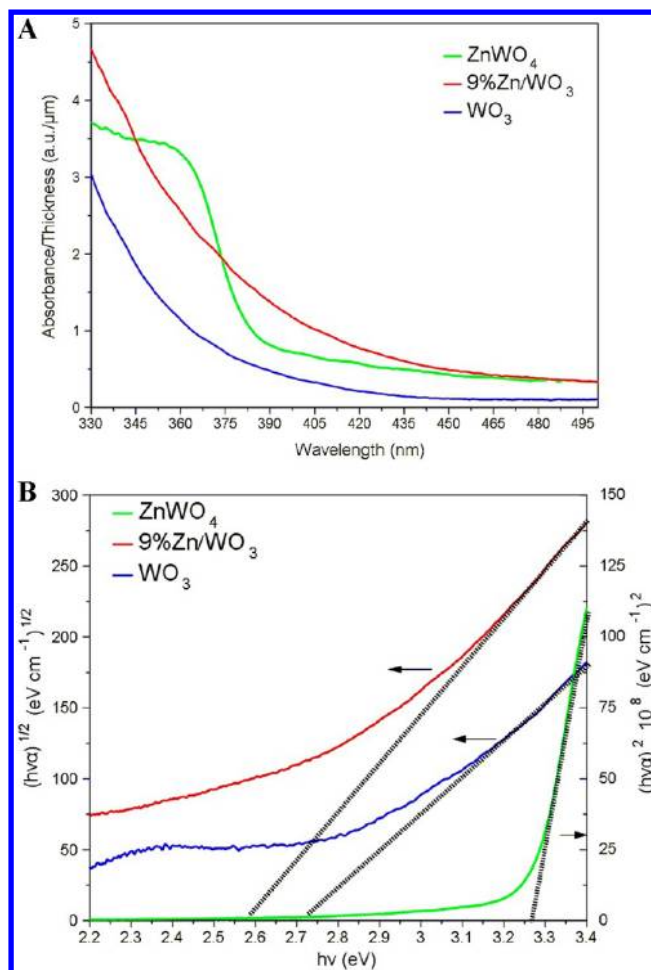 A
5
4
3
2
1
0
Absorbance/Thickness (a.u./µm)
ZnWO4
9%Zn/WO3
WO3
330 345 360 375 390 405 420 435 450 465 480 495
Wavelength (nm)
B
300
250
200
150
100
50
0
(hνα)^1/2 (eV cm^-1)^1/2
ZnWO4
9%Zn/WO3
WO3
150
125
100
75
50
25
0
(hνα)^2 10^8 (eV cm^-1)^2
2.2 2.3 2.4 2.5 2.6 2.7 2.8 2.9 3 3.1 3.2 3.3 3.4
hν (eV)